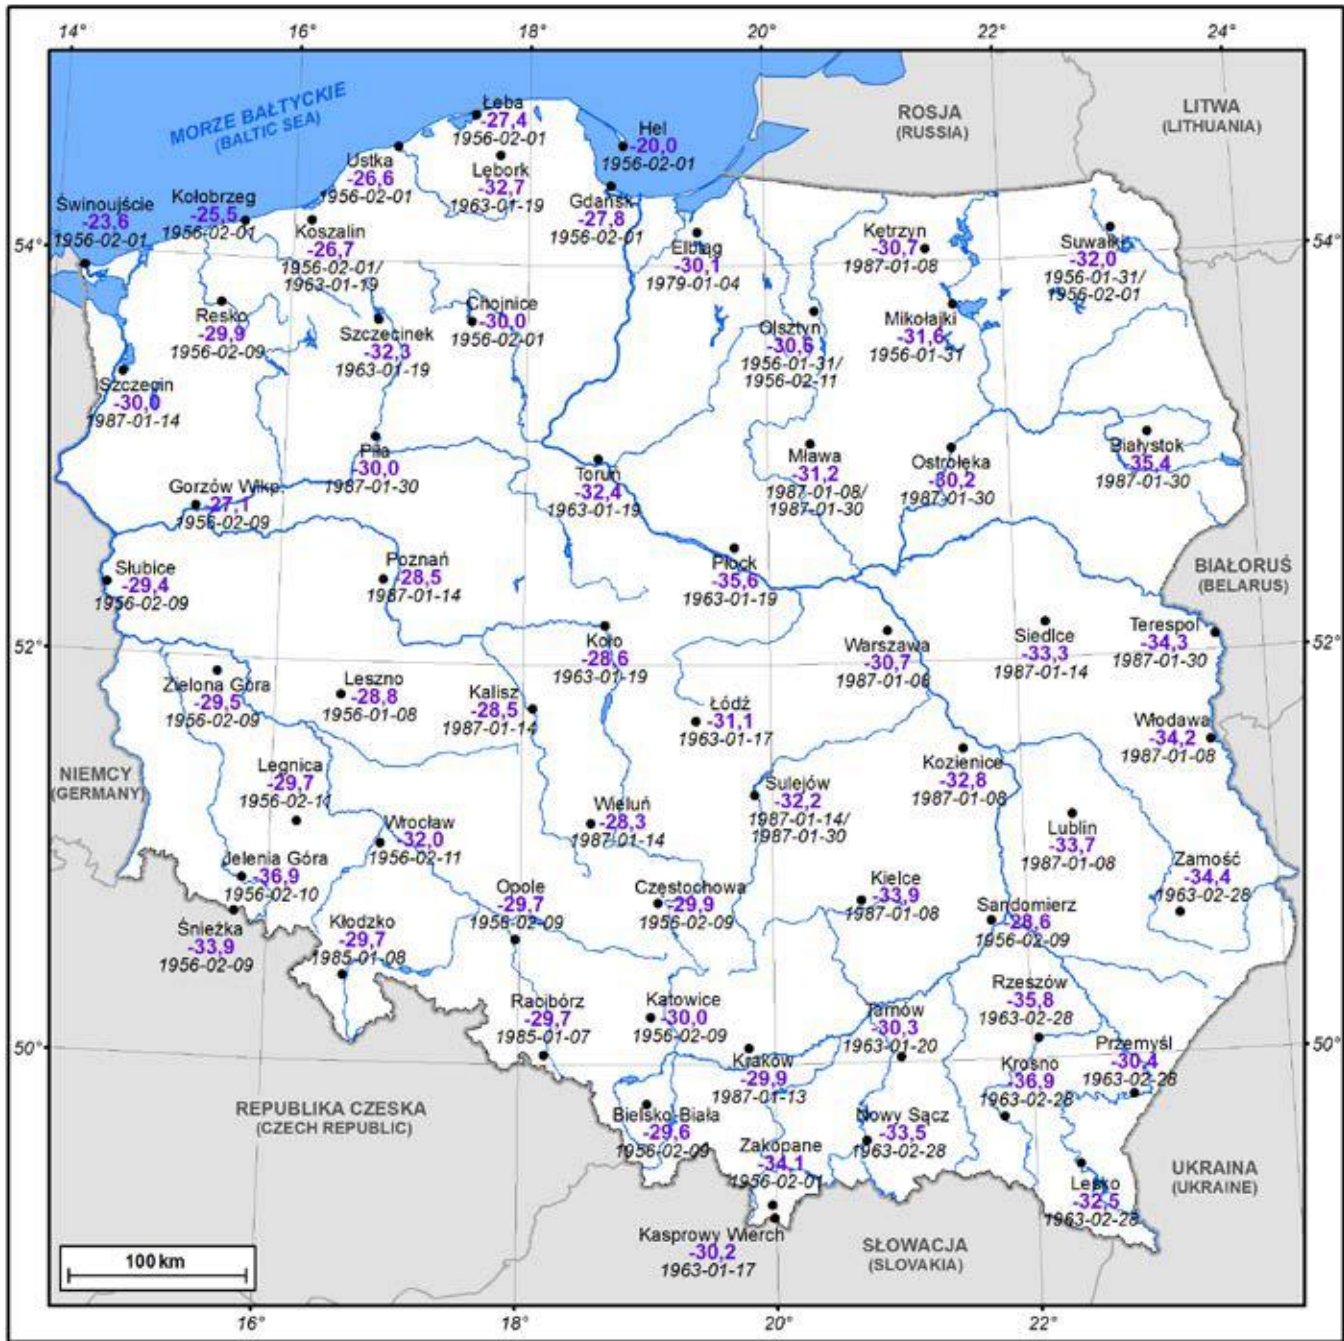 14°
16°
18°
20°
22°
24°
MORZE BAŁTYCKIE
(BALTIC SEA)
ROSJA
(RUSSIA)
LITWA
(LITHUANIA)
Łeba
-27,4
1956-02-01
Hel
-20,0
1956-02-01
Ustka
-26,6
1956-02-01
Lębork
-32,7
1963-01-19
Gdańsk
-27,8
1956-02-01
Świnoujście
-23,6
1956-02-01
Kołobrzeg
-25,5
1956-02-01
Koszalin
-26,7
1956-02-01/
1963-01-19
54°
Elbląg
-30,1
1979-01-04
Kętrzyn
-30,7
1987-01-08
Suwałki
-32,0
1956-01-31/
1956-02-01
54°
Resko
-29,9
1956-02-09
Szczecinek
-32,3
1963-01-19
Chojnice
-30,0
1956-02-01
Olsztyn
-30,6
1956-01-31/
1956-02-11
Mikołajki
-31,6
1956-01-31
Szczecin
-30,0
1987-01-14
Piła
-30,0
1987-01-30
Toruń
-32,4
1963-01-19
Mława
-31,2
1987-01-08/
1987-01-30
Ostrołęka
-30,2
1987-01-30
Białystok
-35,4
1987-01-30
Gorzów Wlkp.
-27,1
1956-02-09
Słubice
-29,4
1956-02-09
Poznań
-28,5
1987-01-14
Płock
-35,6
1963-01-19
BIAŁORUŚ
(BELARUS)
52°
Koło
-28,6
1963-01-19
Warszawa
-30,7
1987-01-08
Siedlce
-33,3
1987-01-14
Terespol
-34,3
1987-01-30
52°
Zielona Góra
-29,5
1956-02-09
Leszno
-28,8
1956-01-08
Kalisz
-28,5
1987-01-14
Łódź
-31,1
1963-01-17
Włodawa
-34,2
1987-01-08
NIEMCY
(GERMANY)
Legnica
-29,7
1956-02-11
Wrocław
-32,0
1956-02-11
Wieluń
-28,3
1987-01-14
Sulejów
-32,2
1987-01-14/
1987-01-30
Kozienice
-32,8
1987-01-08
Lublin
-33,7
1987-01-08
Zamość
-34,4
1963-02-28
Jelenia Góra
-36,9
1956-02-10
Śnieżka
-33,9
1956-02-09
Kłodzko
-29,7
1985-01-08
Opole
-29,7
1956-02-09
Częstochowa
-29,9
1956-02-09
Kielce
-33,9
1987-01-08
Sandomierz
-28,6
1956-02-09
50°
Racibórz
-29,7
1985-01-07
Katowice
-30,0
1956-02-09
Kraków
-29,9
1987-01-13
Tarnów
-30,3
1963-01-20
Rzeszów
-35,8
1963-02-28
Krosno
-36,9
1963-02-28
Przemyśl
-30,4
1963-02-28
50°
REPUBLIKA CZESKA
(CZECH REPUBLIC)
Bielsko-Biała
-29,6
1956-02-09
Zakopane
-34,1
1956-02-01
Nowy Sącz
-33,5
1963-02-28
Lesko
-32,5
1963-02-28
UKRAINA
(UKRAINE)
Kasprowy Wierch
-30,2
1963-01-17
SŁOWACJA
(SLOVAKIA)
100 km
16°
18°
20°
22°